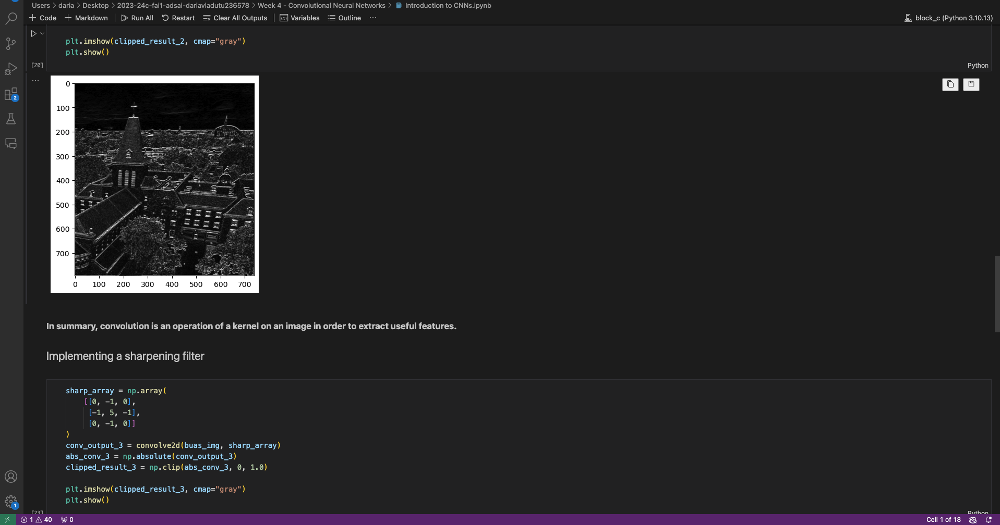 Users > daria > Desktop > 2023-24c-fai1-adsai-dariavladutu236578 > Week 4 - Convolutional Neural Networks > Introduction to CNNs.ipynb
+ Code + Markdown Run All Restart Clear All Outputs Variables Outline ··· block_c (Python 3.10.13)
plt.imshow(clipped_result_2, cmap="gray")
plt.show()
[20]
Python
...
0
100
200
300
400
500
600
700
0 100 200 300 400 500 600 700
In summary, convolution is an operation of a kernel on an image in order to extract useful features.
Implementing a sharpening filter
sharp_array = np.array(
[[0, -1, 0],
[-1, 5, -1],
[0, -1, 0]]
)
conv_output_3 = convolve2d(buas_img, sharp_array)
abs_conv_3 = np.absolute(conv_output_3)
clipped_result_3 = np.clip(abs_conv_3, 0, 1.0)
plt.imshow(clipped_result_3, cmap="gray")
plt.show()
[23]
Python
2
1
1 40 0 Cell 1 of 18